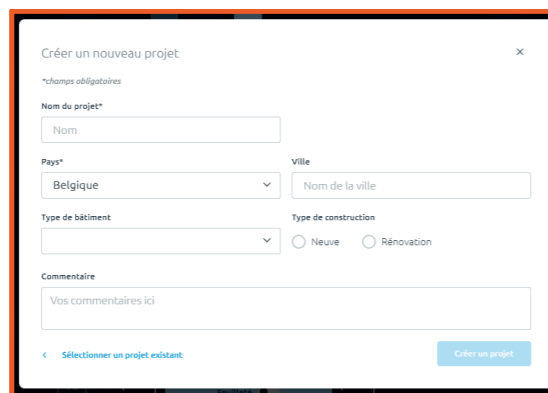 Créer un nouveau projet ×
*champs obligatoires
Nom du projet*
Nom
Pays* Ville
Belgique Nom de la ville
Type de bâtiment Type de construction
Neuve Rénovation
Commentaire
Vos commentaires ici
< Sélectionner un projet existant Créer un projet